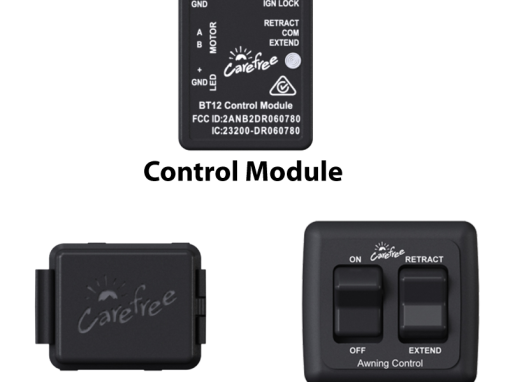 GND
IGN LOCK
RETRACT
A
COM
B
MOTOR
EXTEND
Carefree
+
GND
LED
BT12 Control Module
FCC ID:2ANB2DR060780
IC:23200-DR060780
Control Module
Carefree
Carefree
ON
RETRACT
OFF
EXTEND
Awning Control